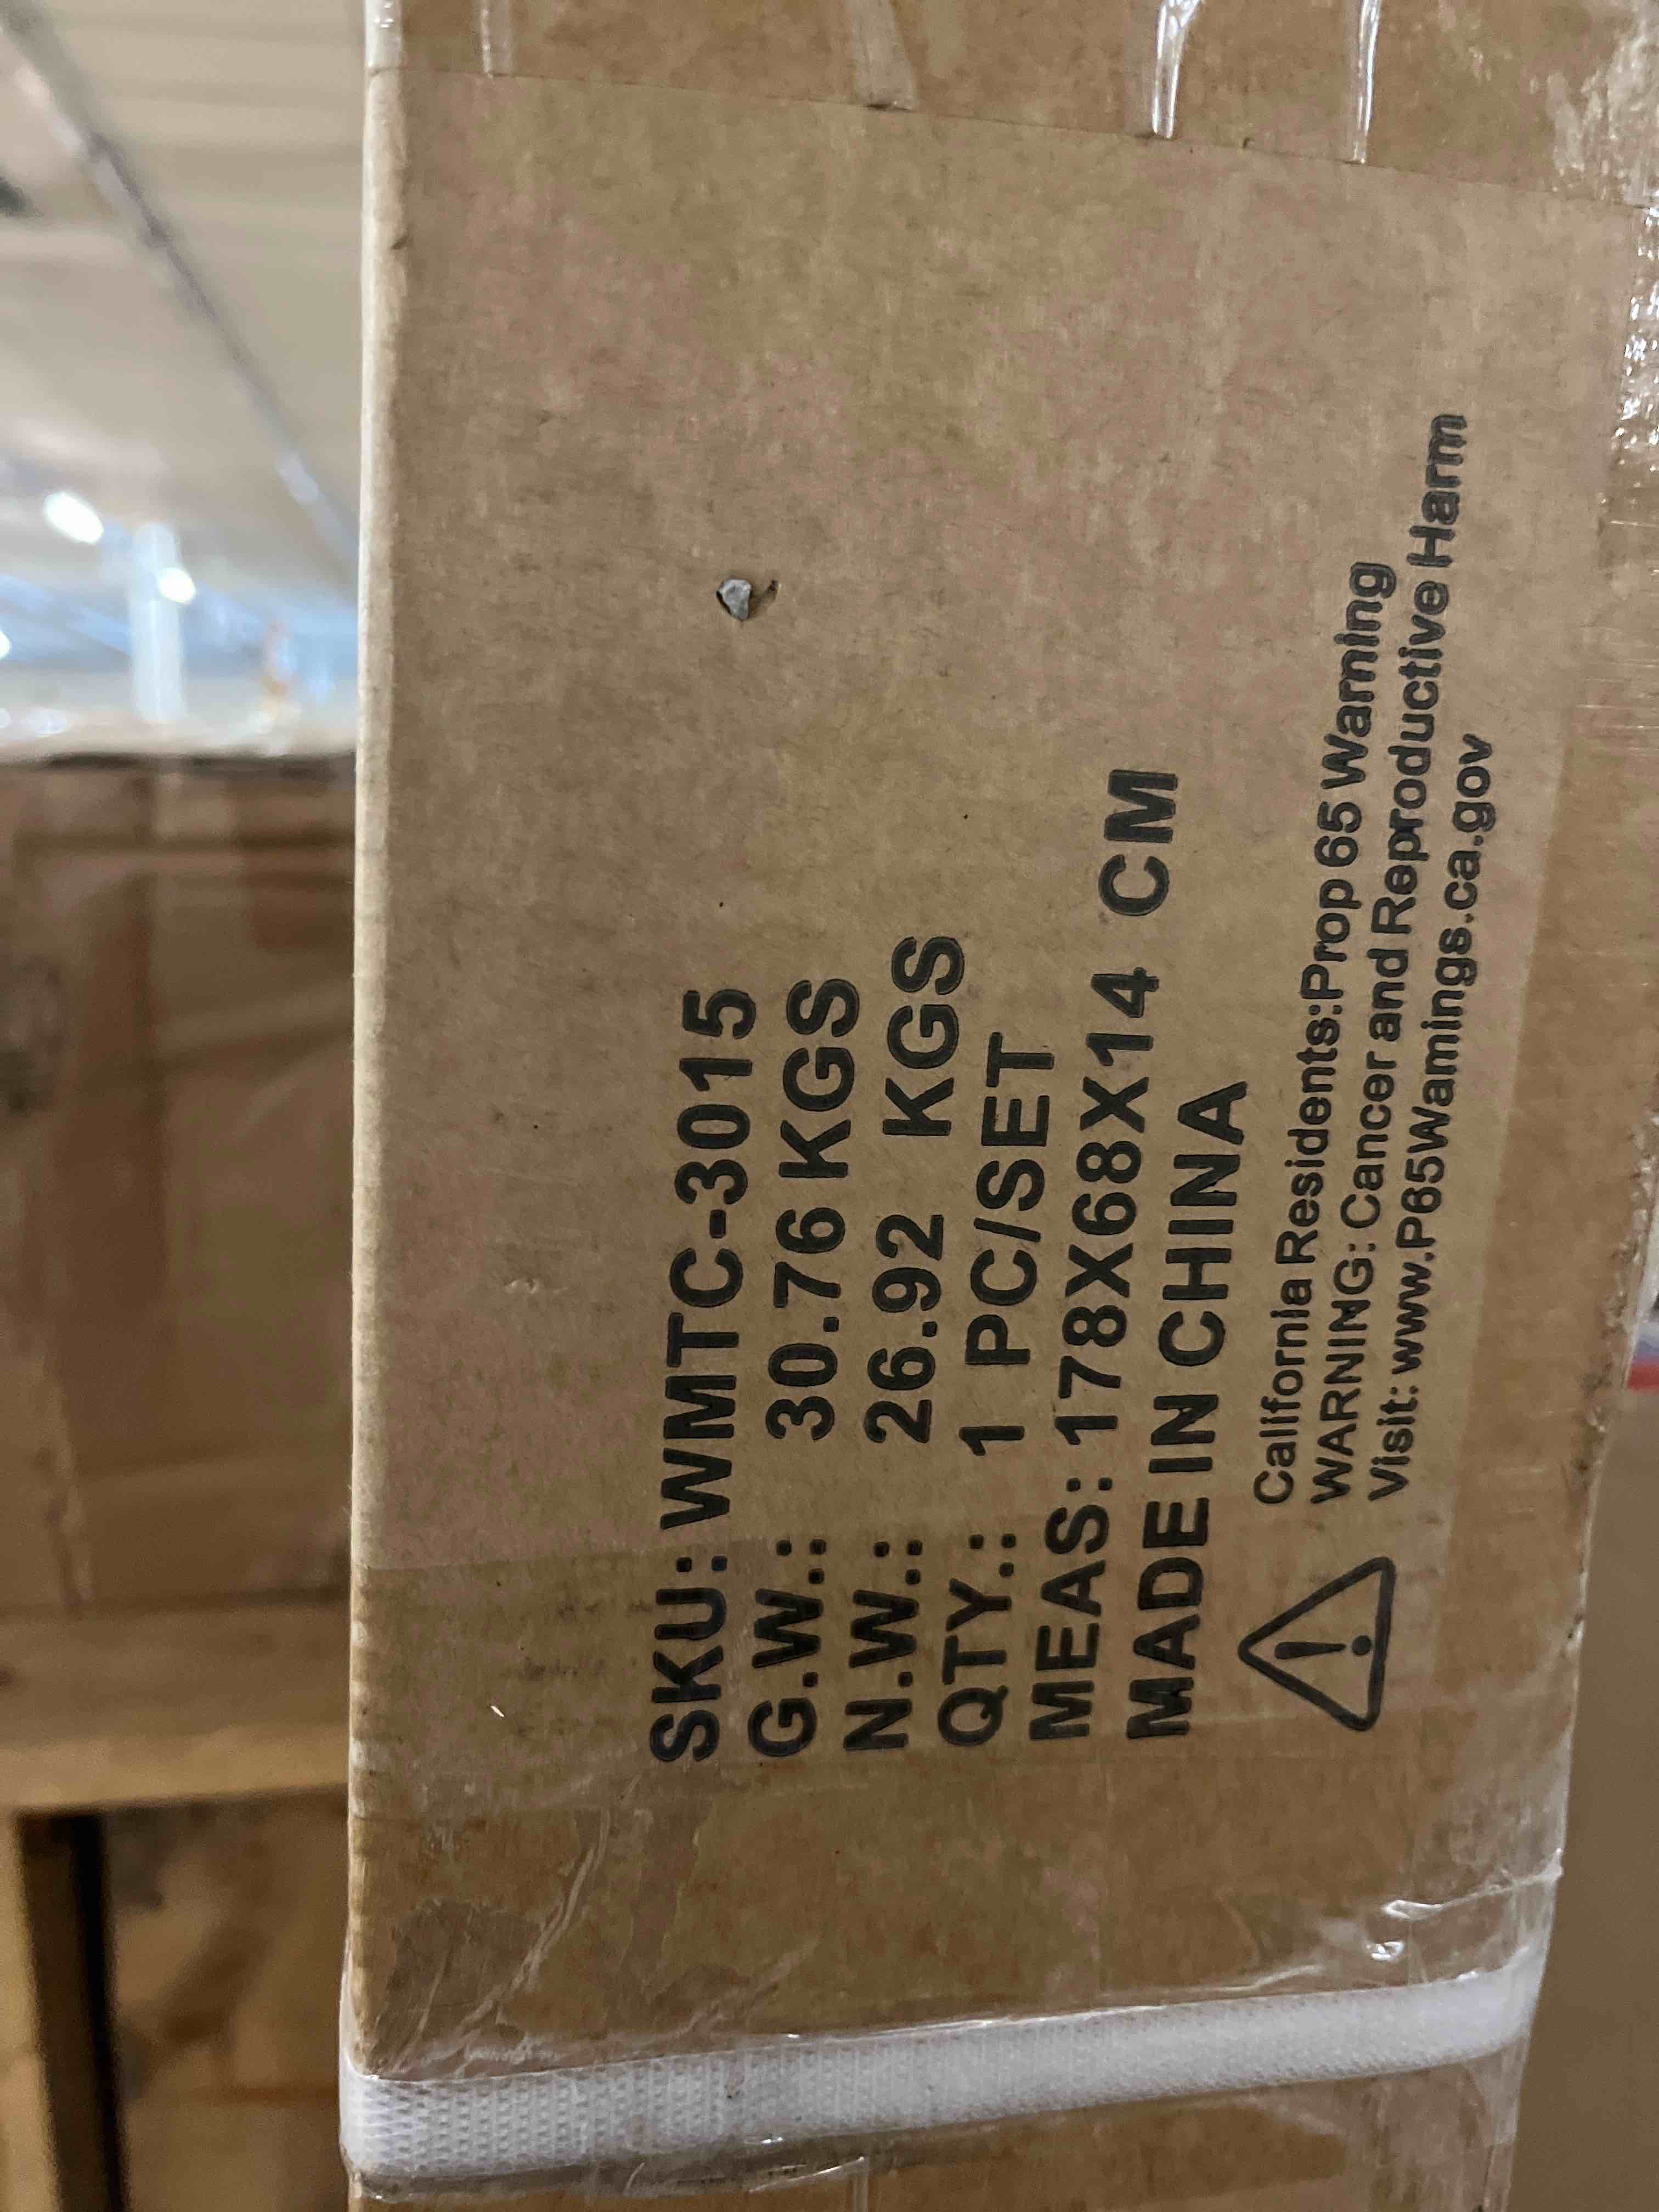 SKU: WMTC-3015
G.W.: 30.76 KGS
N.W.: 26.92 KGS
QTY.: 1 PC/SET
MEAS: 178X68X14 CM
MADE IN CHINA
California Residents:Prop 65 Warning
WARNING: Cancer and Reproductive Harm
Visit: www.P65Warnings.ca.gov